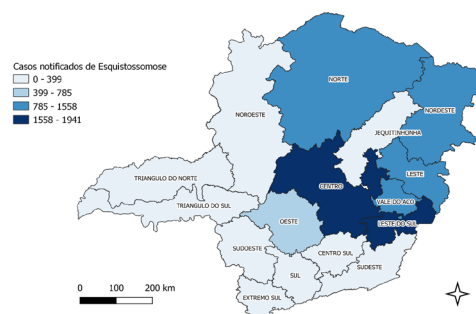 Casos notificados de Esquistossomose
0 - 399
399 - 785
785 - 1558
1558 - 1941
NORTE
NOROESTE
NORDESTE
JEQUITINHONHA
LESTE
TRIANGULO DO NORTE
CENTRO
VALE DO AÇO
TRIANGULO DO SUL
OESTE
LESTE DO SUL
SUDOESTE
CENTRO SUL
SUDESTE
SUL
EXTREMO SUL
0 100 200 km